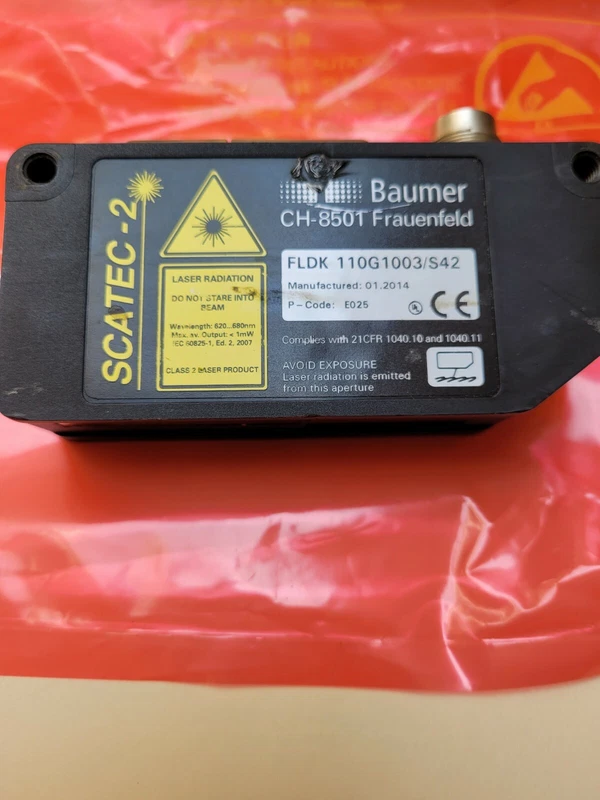 SCATEC-2
LASER RADIATION
DO NOT STARE INTO
BEAM
Wavelength: 620...680nm
Max. av. Output: < 1mW
IEC 60825-1, Ed. 2, 2007
CLASS 2 LASER PRODUCT
Baumer
CH-8501 Frauenfeld
FLDK 110G1003/S42
Manufactured: 01.2014
P-Code: E025
CE
Complies with 21CFR 1040.10 and 1040.11
AVOID EXPOSURE
Laser radiation is emitted
from this aperture